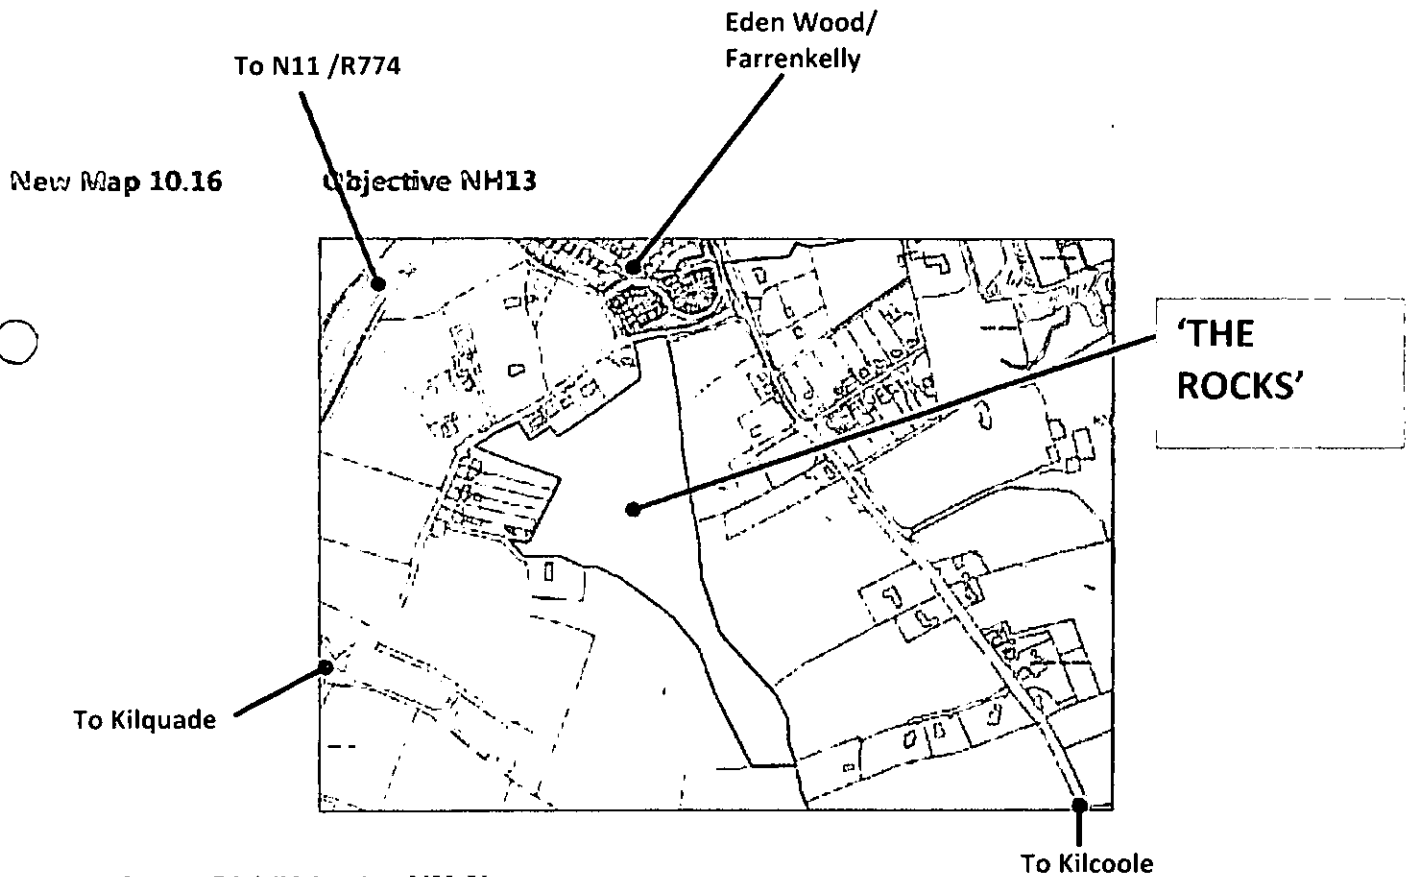 Eden Wood/
Farrenkelly
To N11 /R774
New Map 10.16 Objective NH13
'THE
ROCKS'
To Kilquade
To Kilcoole